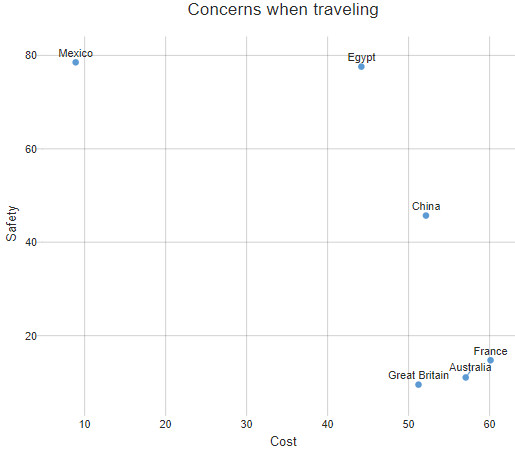 Concerns when traveling
80
Mexico
Egypt
60
China
Safety
40
20
France
Australia
Great Britain
10
20
30
40
50
60
Cost